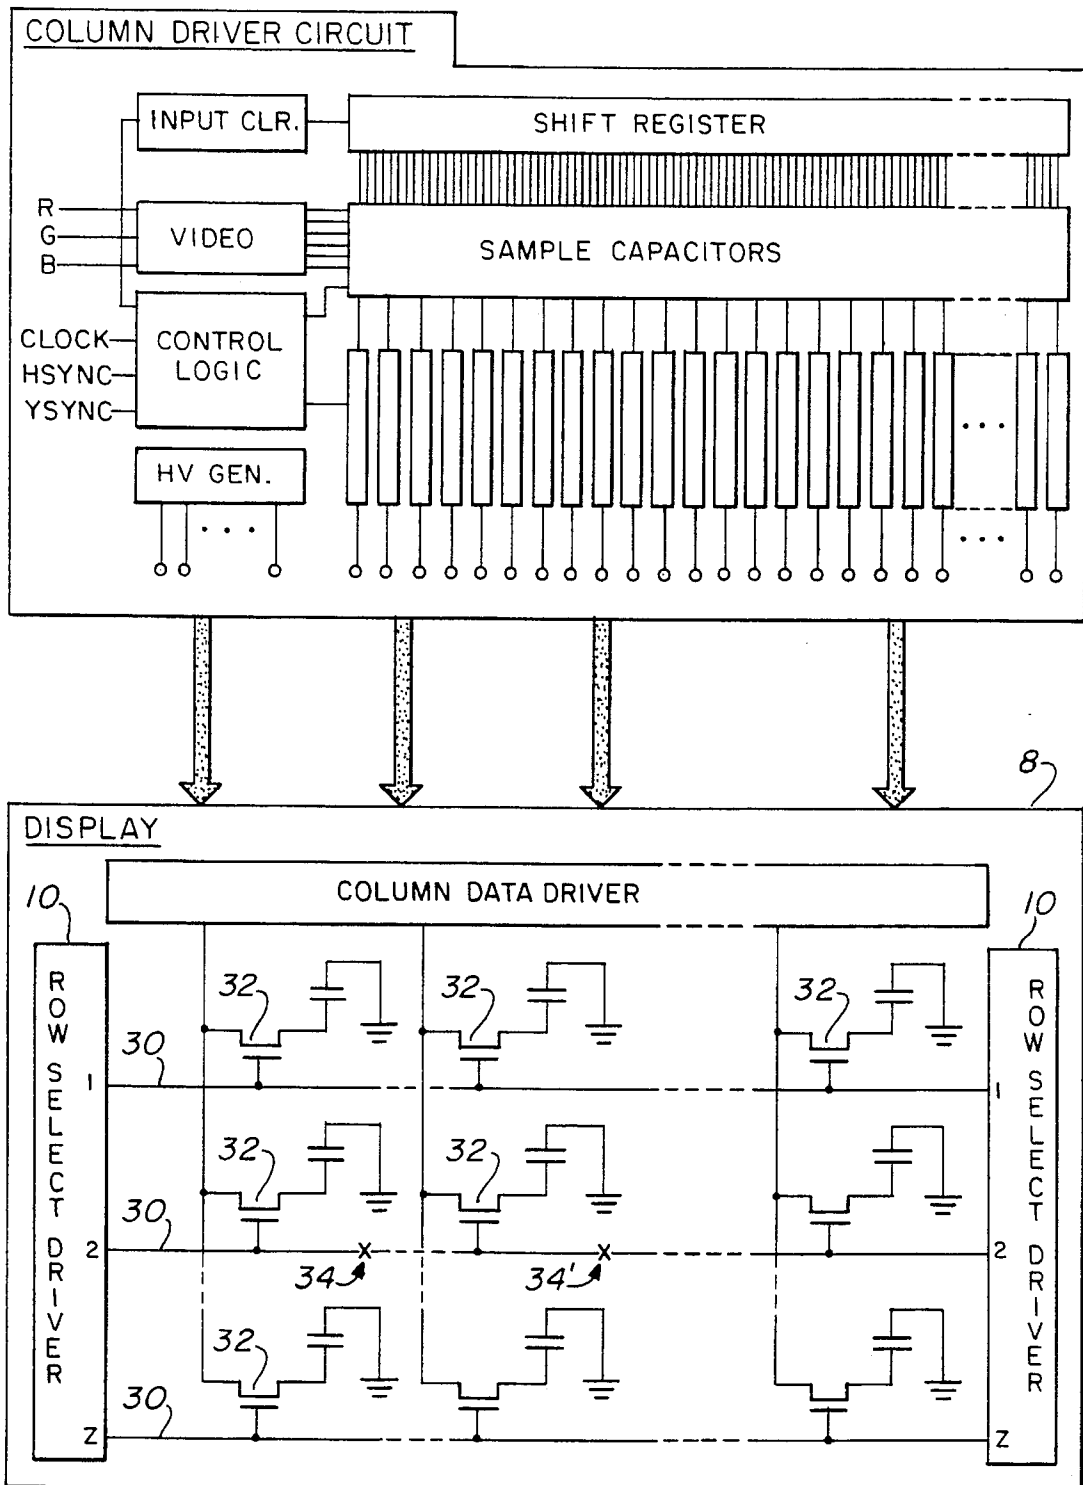 COLUMN DRIVER CIRCUIT
INPUT CLR.
SHIFT REGISTER
R
G
B
VIDEO
SAMPLE CAPACITORS
CLOCK
HSYNC
YSYNC
CONTROL
LOGIC
HV GEN.
8
DISPLAY
COLUMN DATA DRIVER
10
10
ROW SELECT DRIVER
ROW SELECT DRIVER
32
32
32
30
1
1
32
32
30
2
2
34
34'
32
30
Z
Z